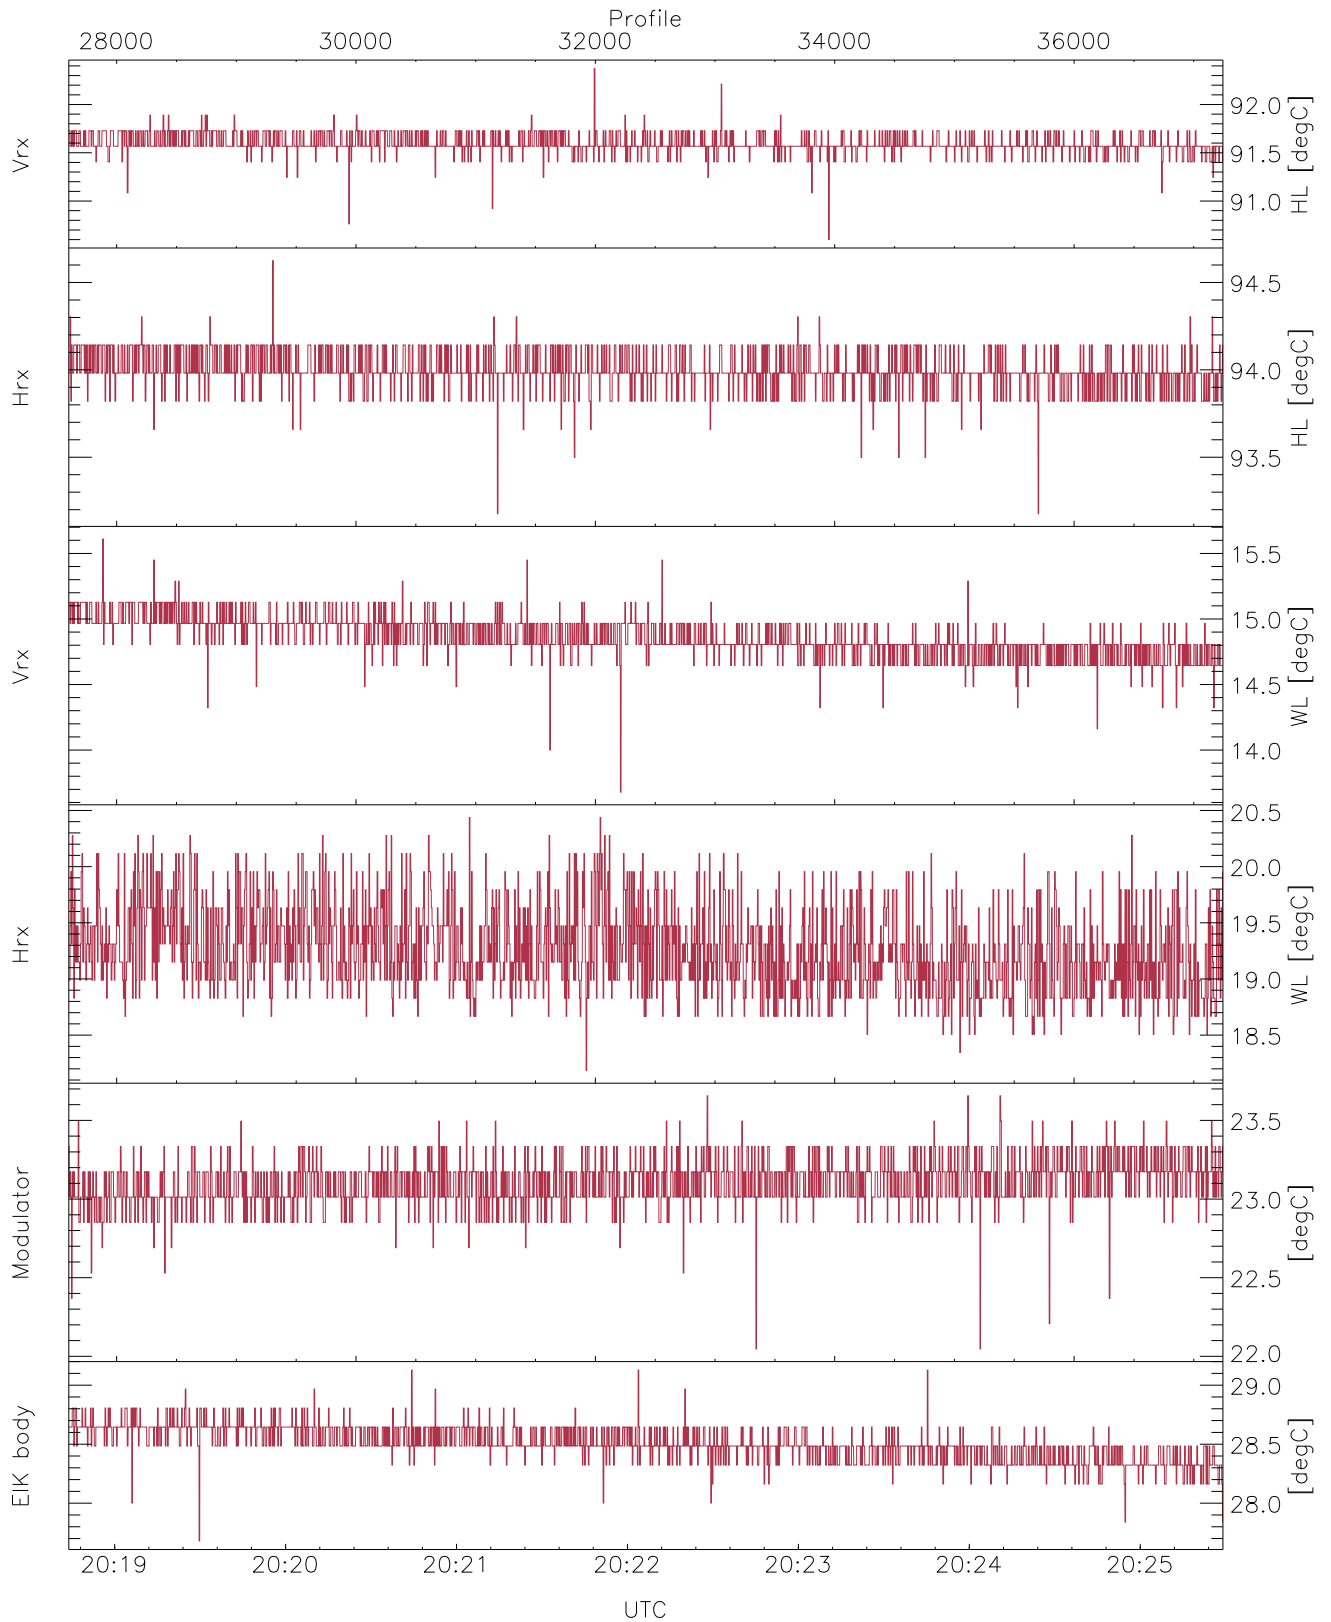 Profile
28000 30000 32000 34000 36000
Vrx
92.0
91.5
91.0
HL [degC]
Hrx
94.5
94.0
93.5
HL [degC]
Vrx
15.5
15.0
14.5
14.0
WL [degC]
Hrx
20.5
20.0
19.5
19.0
18.5
WL [degC]
Modulator
23.5
23.0
22.5
22.0
[degC]
EIK body
29.0
28.5
28.0
[degC]
20:19 20:20 20:21 20:22 20:23 20:24 20:25
UTC